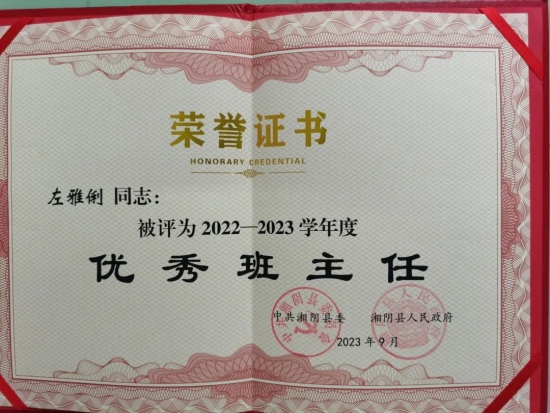 荣誉证书
HONORARY CREDENTIAL
左雅俐 同志：
被评为 2022—2023 学年度
优秀班主任
中共湘阴县委 湘阴县人民政府
2023 年 9 月